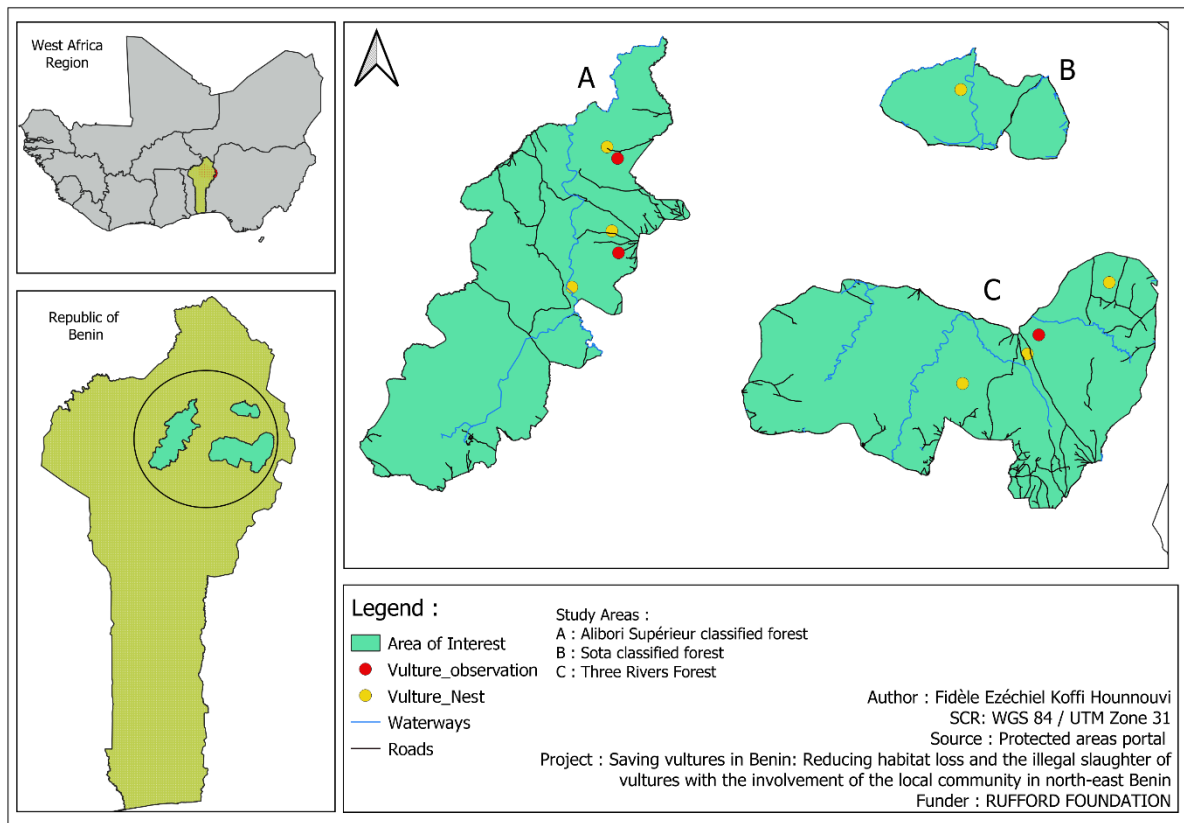 West Africa
Region
Republic of
Benin
A
B
C
Legend :
Area of Interest
Vulture_observation
Vulture_Nest
Waterways
Roads
Study Areas :
A : Alibori Supérieur classified forest
B : Sota classified forest
C : Three Rivers Forest
Author : Fidèle Ezéchiel Koffi Hounnouvi
SCR: WGS 84 / UTM Zone 31
Source : Protected areas portal
Project : Saving vultures in Benin: Reducing habitat loss and the illegal slaughter of
vultures with the involvement of the local community in north-east Benin
Funder : RUFFORD FOUNDATION